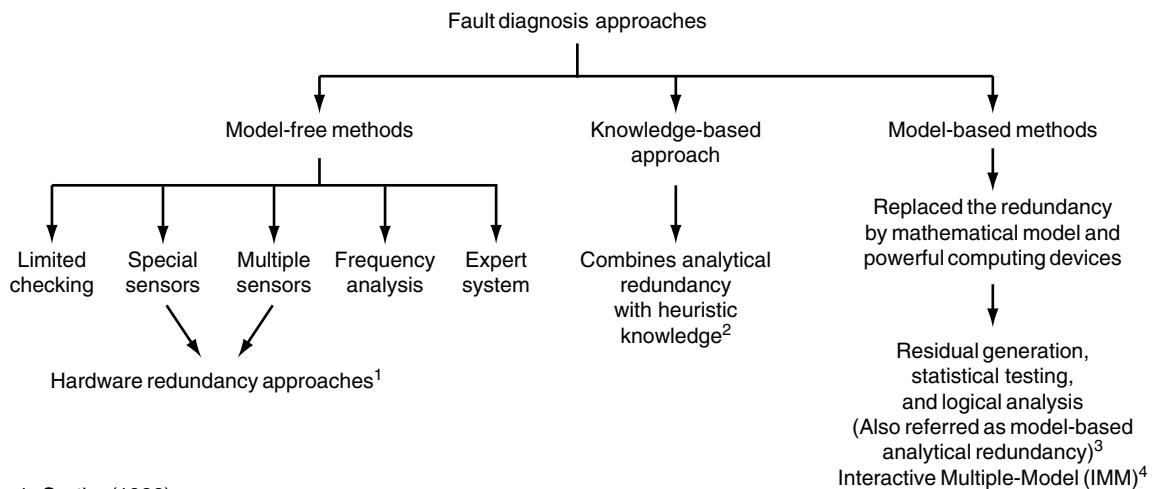 Fault diagnosis approaches
Model-free methods
Knowledge-based
approach
Model-based methods
Limited
checking
Special
sensors
Multiple
sensors
Frequency
analysis
Expert
system
Hardware redundancy approaches1
Combines analytical
redundancy
with heuristic
knowledge2
Replaced the redundancy
by mathematical model and
powerful computing devices
Residual generation,
statistical testing,
and logical analysis
(Also referred as model-based
analytical redundancy)3
Interactive Multiple-Model (IMM)4